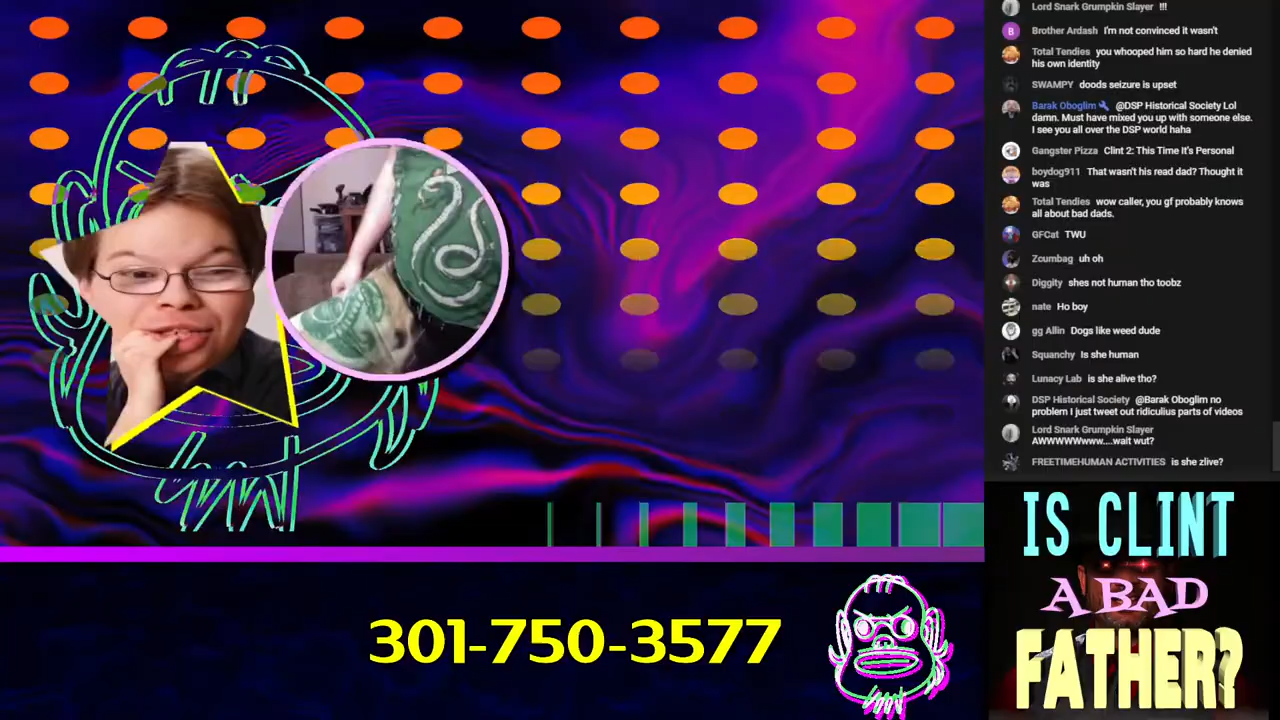 Lord Snark Grumpkin Slayer !!!
Brother Ardash I'm not convinced it wasn't
Total Tendies you whooped him so hard he denied
his own identity
SWAMPY doods seizure is upset
Barak Oboglim @DSP Historical Society Lol
damn. Must have mixed you up with someone else.
I see you all over the DSP world haha
Gangster Pizza Clint 2: This Time It's Personal
boydog911 That wasn't his read dad? Thought it
was
Total Tendies wow caller, you gf probably knows
all about bad dads.
GFCat TWU
Zcumbag uh oh
Diggity shes not human tho toobz
nate Ho boy
gg Allin Dogs like weed dude
Squanchy Is she human
Lunacy Lab is she alive tho?
DSP Historical Society @Barak Oboglim no
problem I just tweet out ridiculius parts of videos
Lord Snark Grumpkin Slayer
AWWWWWwww....wait wut?
FREETIMEHUMAN ACTIVITIES is she zlive?
IS CLINT
A BAD
FATHER?
301-750-3577
B